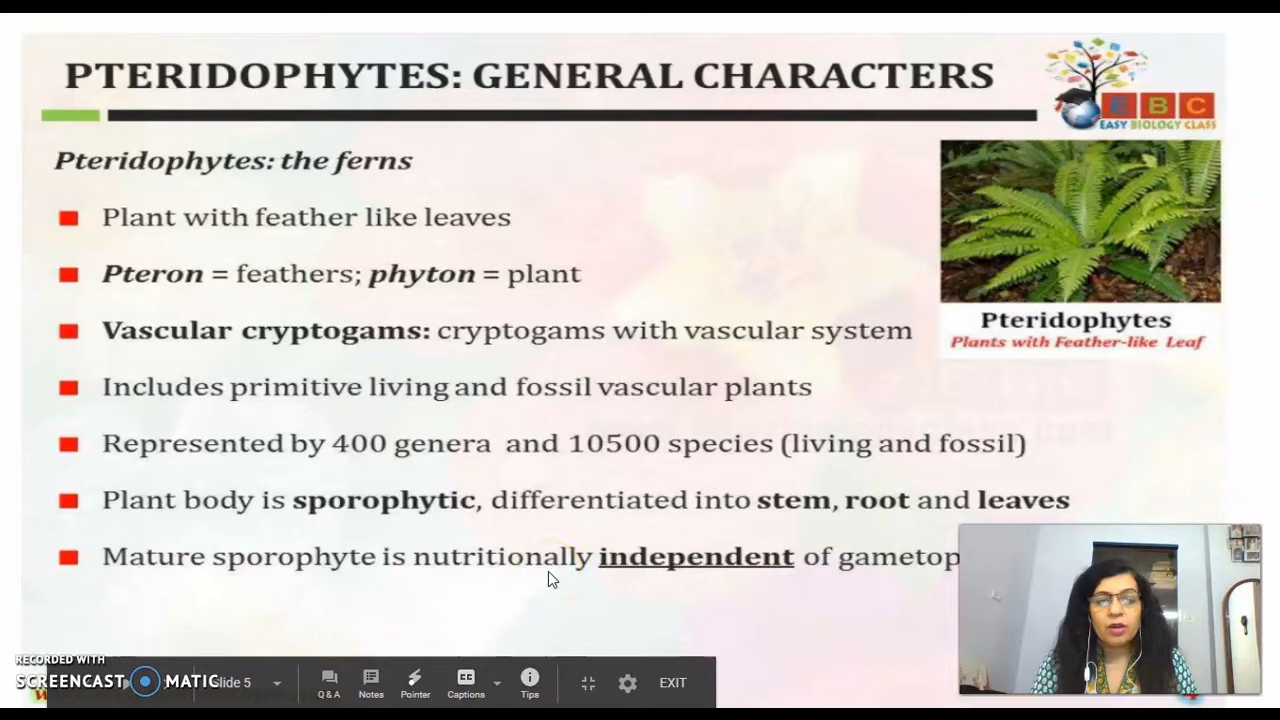 PTERIDOPHYTES: GENERAL CHARACTERS
E B C
EASY BIOLOGY CLASS
Pteridophytes: the ferns
Plant with feather like leaves
Pteron = feathers; phyton = plant
Vascular cryptogams: cryptogams with vascular system
Pteridophytes
Plants with Feather-like Leaf
Includes primitive living and fossil vascular plants
Represented by 400 genera and 10500 species (living and fossil)
Plant body is sporophytic, differentiated into stem, root and leaves
Mature sporophyte is nutritionally independent of gametop
RECORDED WITH
SCREENCAST MATIC
lide 5
Q & A
Notes
Pointer
Captions
Tips
EXIT